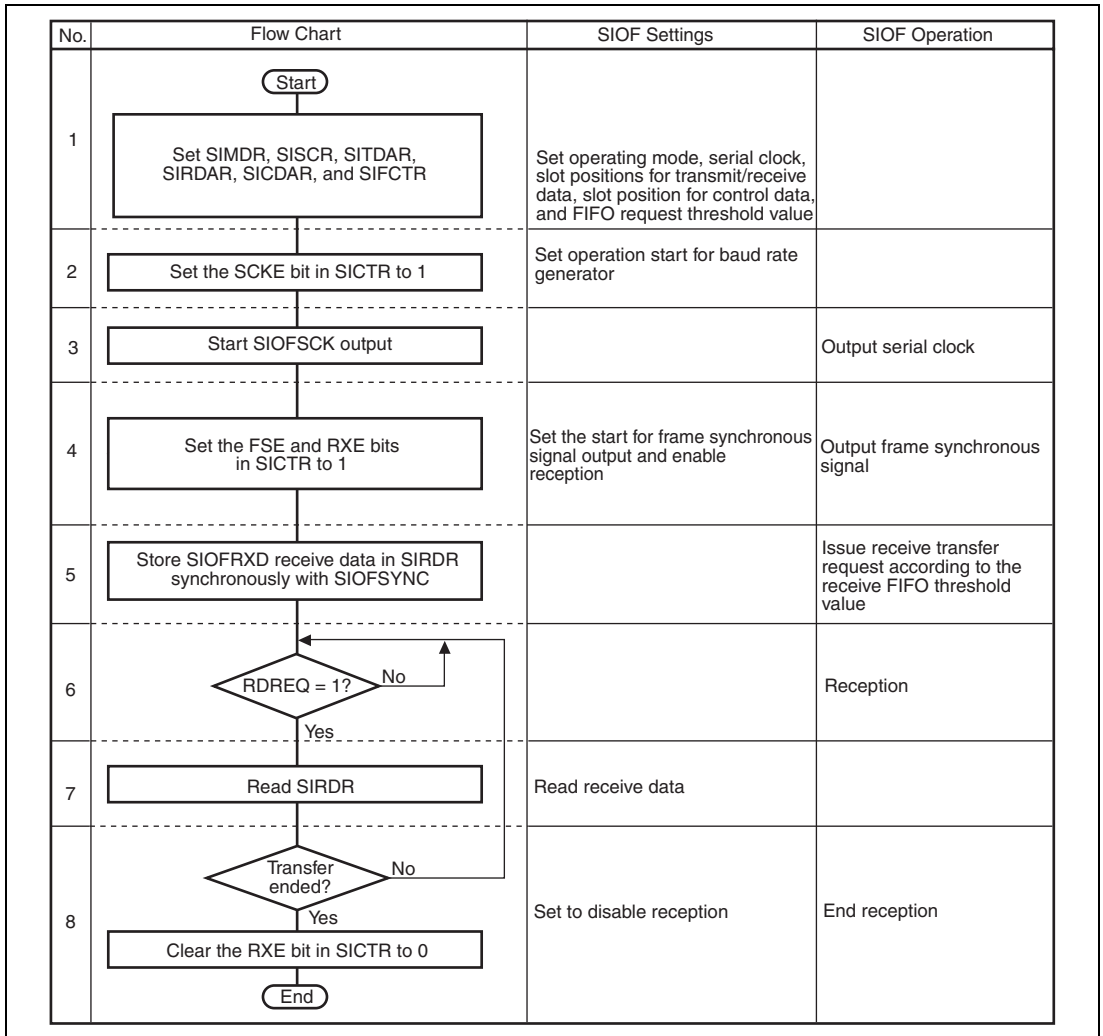 No.
Flow Chart
SIOF Settings
SIOF Operation
Start
1
Set SIMDR, SISCR, SITDAR,
SIRDAR, SICDAR, and SIFCTR
Set operating mode, serial clock,
slot positions for transmit/receive
data, slot position for control data,
and FIFO request threshold value
2
Set the SCKE bit in SICTR to 1
Set operation start for baud rate
generator
3
Start SIOFSCK output
Output serial clock
4
Set the FSE and RXE bits
in SICTR to 1
Set the start for frame synchronous
signal output and enable
reception
Output frame synchronous
signal
5
Store SIOFRXD receive data in SIRDR
synchronously with SIOFSYNC
Issue receive transfer
request according to the
receive FIFO threshold
value
6
RDREQ = 1?
No
Yes
Reception
7
Read SIRDR
Read receive data
8
Transfer
ended?
No
Yes
Clear the RXE bit in SICTR to 0
End
Set to disable reception
End reception